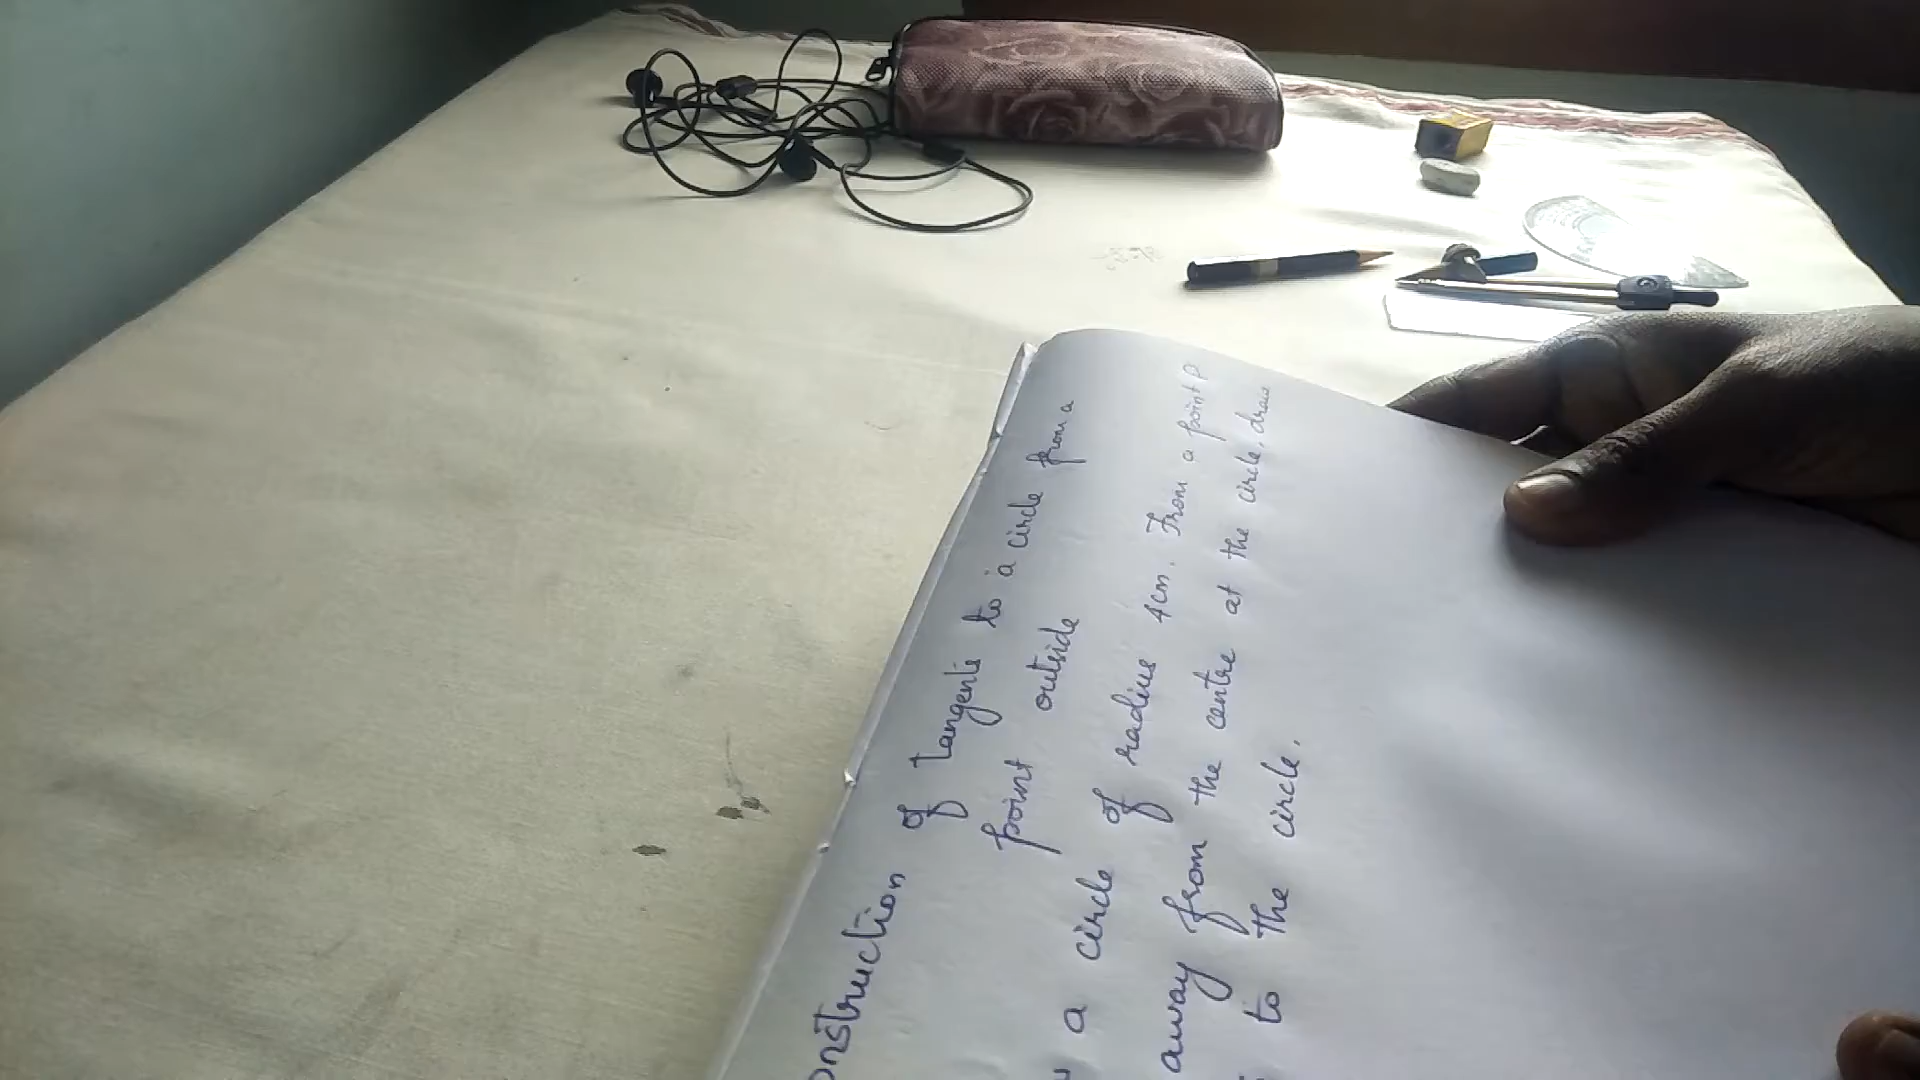 onstruction of tangents to a circle from a
point outside
a circle of radius 4cm. From a point P
away from the centre at the circle, draw
to the circle.